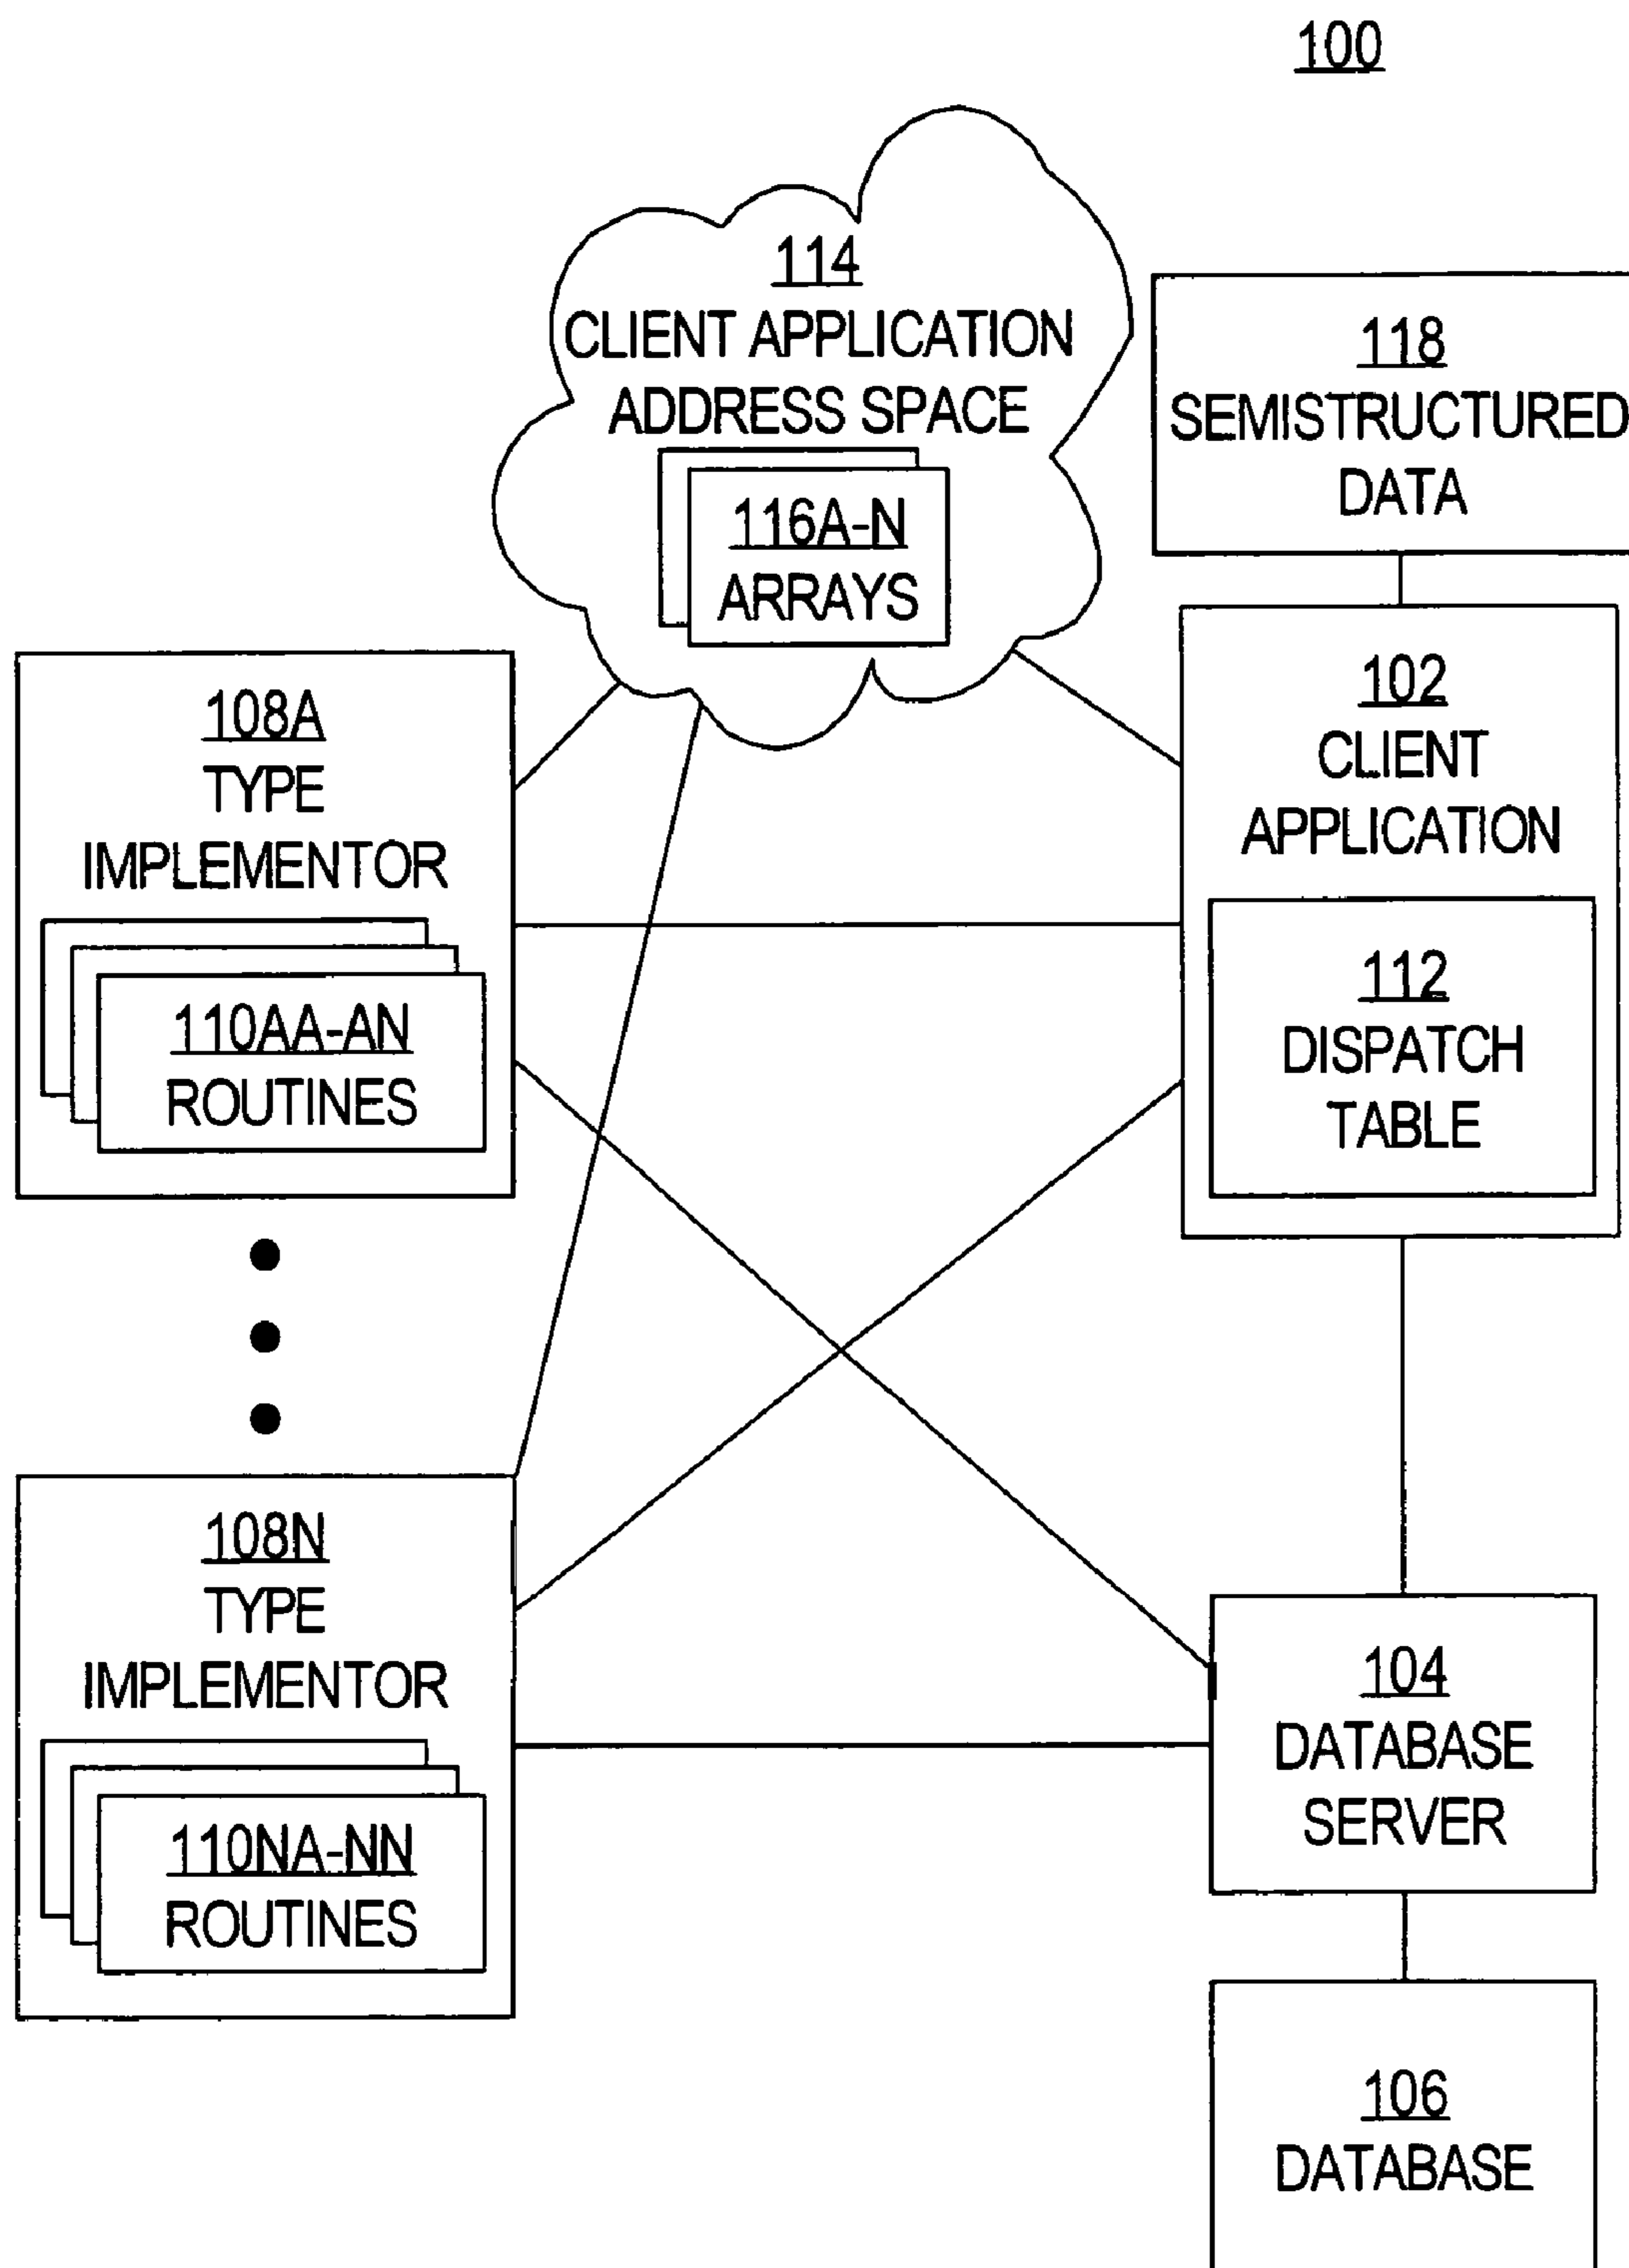 100
114
CLIENT APPLICATION
ADDRESS SPACE
116A-N
ARRAYS
118
SEMISTRUCTURED
DATA
108A
TYPE
IMPLEMENTOR
110AA-AN
ROUTINES
102
CLIENT
APPLICATION
112
DISPATCH
TABLE
108N
TYPE
IMPLEMENTOR
110NA-NN
ROUTINES
104
DATABASE
SERVER
106
DATABASE